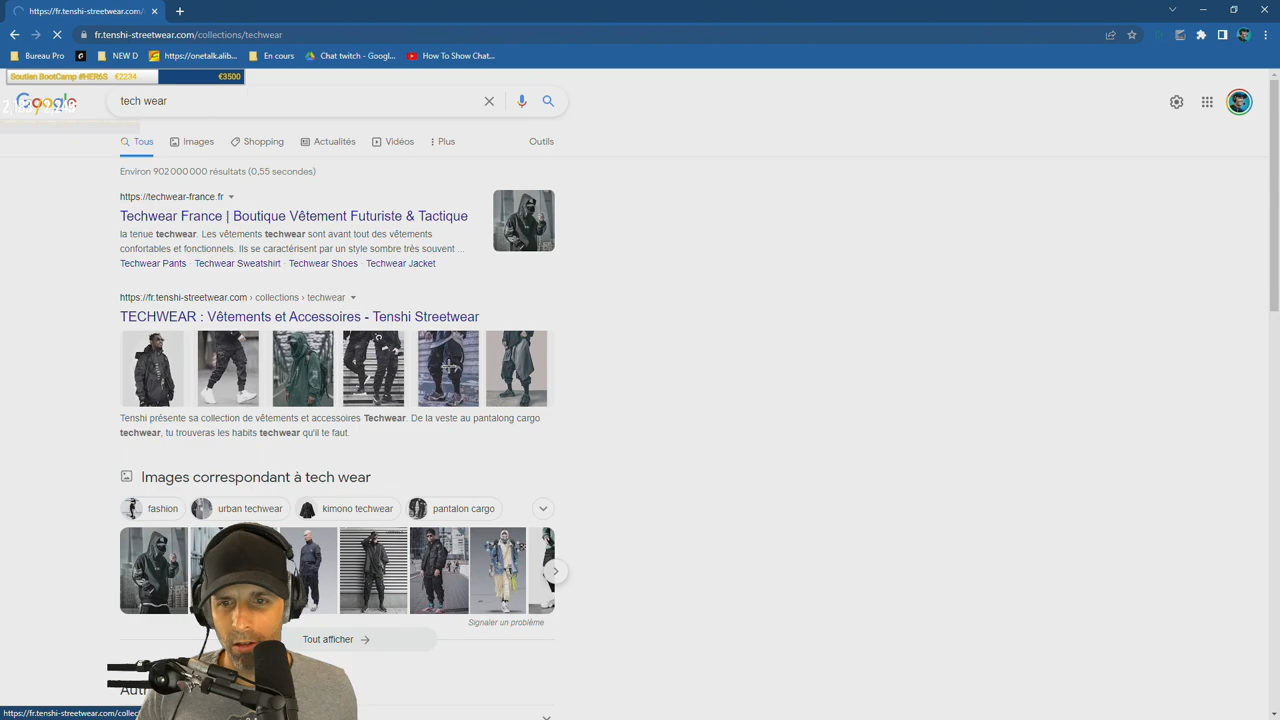 https://fr.tenshi-streetwear.com/
fr.tenshi-streetwear.com/collections/techwear
Bureau Pro
NEW D
https://onetalk.alib...
En cours
Chat twitch - Googl...
How To Show Chat...
Soutien BootCamp #HER6S €2234 €3500
Google
tech wear
Tous
Images
Shopping
Actualités
Vidéos
Plus
Outils
Environ 902 000 000 résultats (0,55 secondes)
https://techwear-france.fr
Techwear France | Boutique Vêtement Futuriste & Tactique
la tenue techwear. Les vêtements techwear sont avant tout des vêtements
confortables et fonctionnels. Ils se caractérisent par un style sombre très souvent ...
Techwear Pants · Techwear Sweatshirt · Techwear Shoes · Techwear Jacket
https://fr.tenshi-streetwear.com › collections › techwear
TECHWEAR : Vêtements et Accessoires - Tenshi Streetwear
Tenshi présente sa collection de vêtements et accessoires Techwear. De la veste au pantalong cargo
techwear, tu trouveras les habits techwear qu'il te faut.
Images correspondant à tech wear
fashion
urban techwear
kimono techwear
pantalon cargo
Signaler un problème
Tout afficher
https://fr.tenshi-streetwear.com/collec